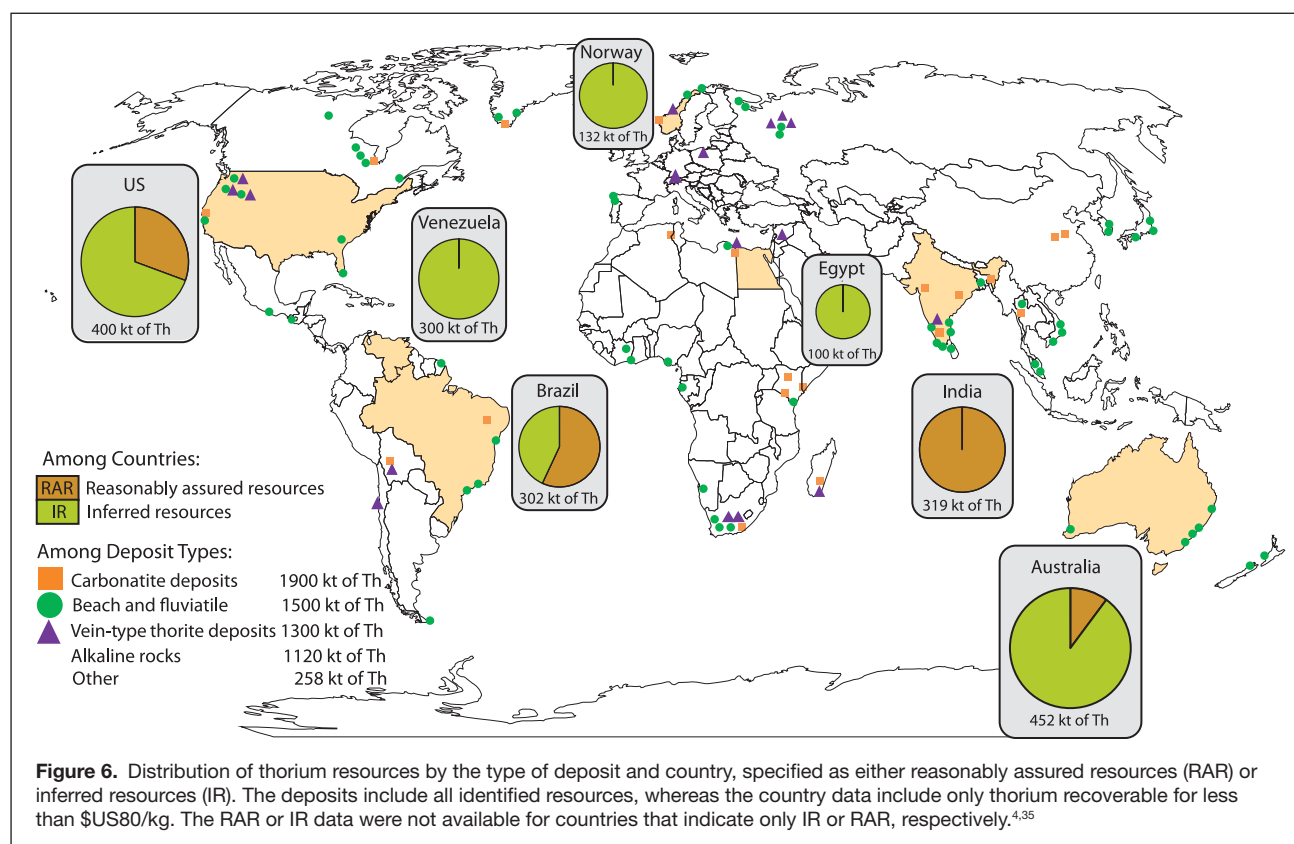 Norway
132 kt of Th
US
400 kt of Th
Venezuela
300 kt of Th
Egypt
100 kt of Th
Brazil
302 kt of Th
India
319 kt of Th
Australia
452 kt of Th
Among Countries:
RAR Reasonably assured resources
IR Inferred resources
Among Deposit Types:
Carbonatite deposits 1900 kt of Th
Beach and fluviatile 1500 kt of Th
Vein-type thorite deposits 1300 kt of Th
Alkaline rocks 1120 kt of Th
Other 258 kt of Th
Figure 6. Distribution of thorium resources by the type of deposit and country, specified as either reasonably assured resources (RAR) or
inferred resources (IR). The deposits include all identified resources, whereas the country data include only thorium recoverable for less
than $US80/kg. The RAR or IR data were not available for countries that indicate only IR or RAR, respectively.4,35